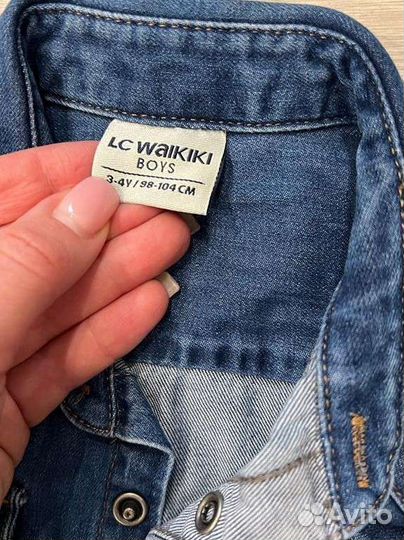 LC WAIKIKI
BOYS
3-4Y / 98-104 CM
Avito